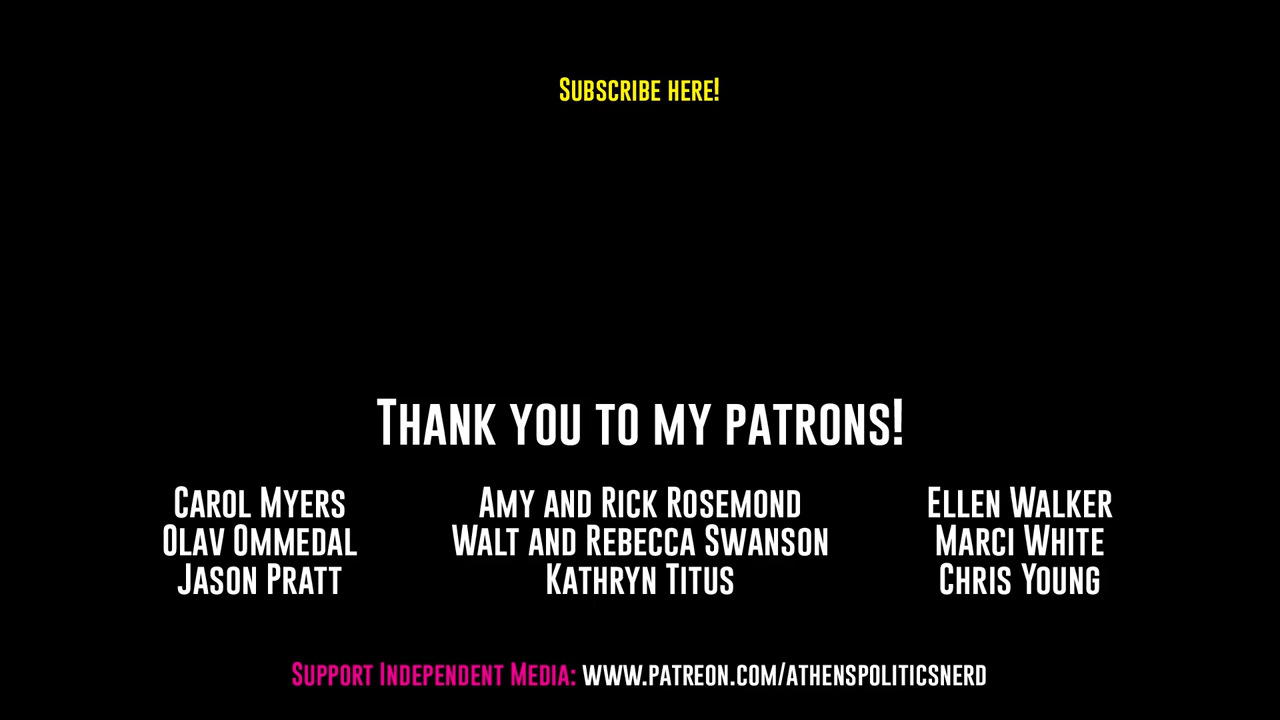 Subscribe here!
Thank you to my patrons!
Carol Myers
Olav Ommedal
Jason Pratt
Amy and Rick Rosemond
Walt and Rebecca Swanson
Kathryn Titus
Ellen Walker
Marci White
Chris Young
Support Independent Media: www.patreon.com/athenspoliticsnerd